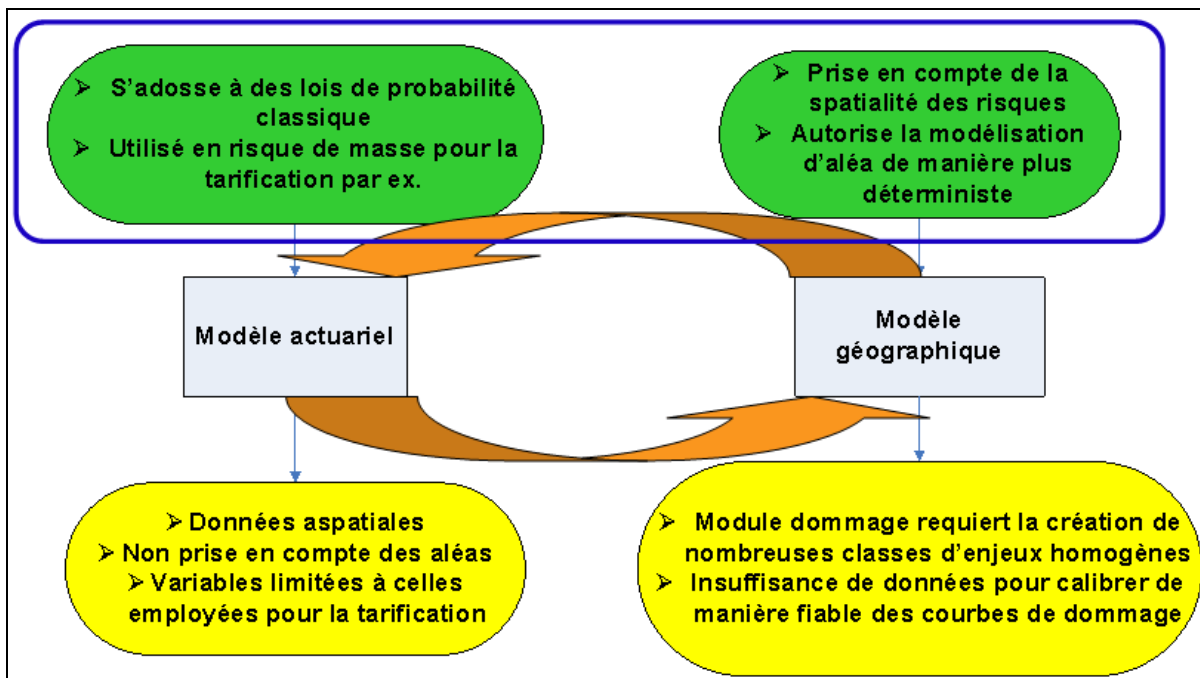 ➢ S'adosse à des lois de probabilité
classique
➢ Utilisé en risque de masse pour la
tarification par ex.
➢ Prise en compte de la
spatialité des risques
➢ Autorise la modélisation
d'aléa de manière plus
déterministe
Modèle actuariel
Modèle
géographique
➢ Données aspatiales
➢ Non prise en compte des aléas
➢ Variables limitées à celles
employées pour la tarification
➢ Module dommage requiert la création de
nombreuses classes d'enjeux homogènes
➢ Insuffisance de données pour calibrer de
manière fiable des courbes de dommage